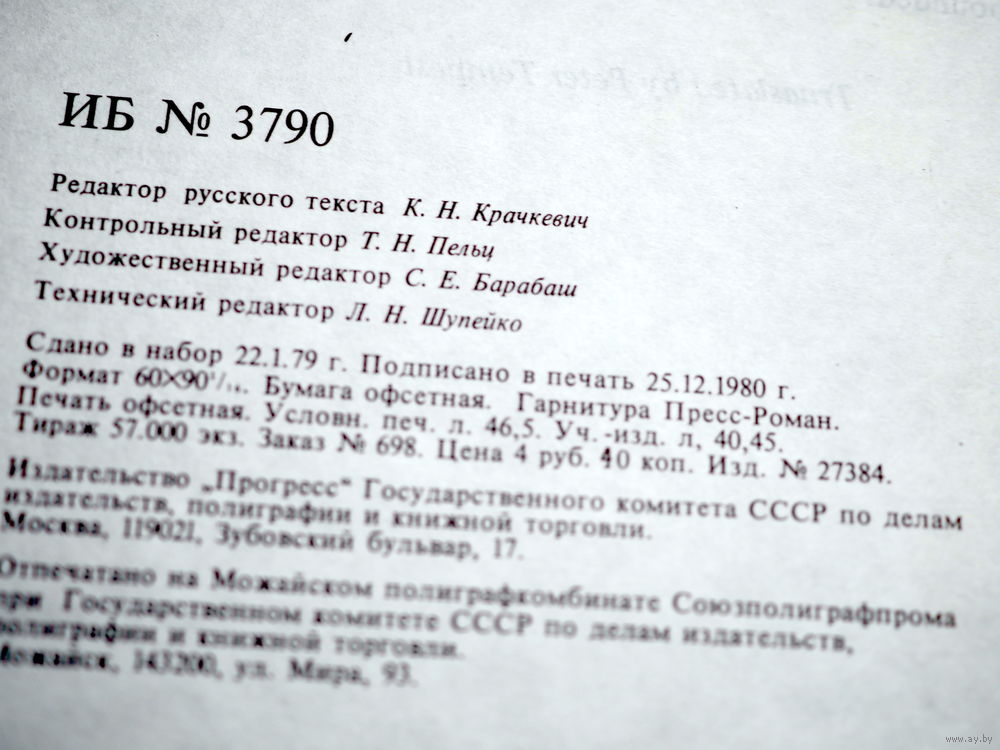 ИБ № 3790
Редактор русского текста К. Н. Крачкевич
Контрольный редактор Т. Н. Пельц
Художественный редактор С. Е. Барабаш
Технический редактор Л. Н. Шупейко
Сдано в набор 22.1.79 г. Подписано в печать 25.12.1980 г.
Формат 60×90 Бумага офсетная. Гарнитура Пресс-Роман.
Печать офсетная. Условн. печ. л. 46,5. Уч.-изд. л, 40,45.
Тираж 57.000 экз. Заказ № 698. Цена 4 руб. 40 коп. Изд. № 27384.
Издательство „Прогресс“ Государственного комитета СССР по делам
издательств, полиграфии и книжной торговли.
Москва, 119021, Зубовский бульвар, 17.
Отпечатано на Можайском полиграфкомбинате Союзполиграфпрома
при Государственном комитете СССР по делам издательств,
полиграфии и книжной торговли.
Можайск, 143200, ул. Мира, 93.
www.ay.by